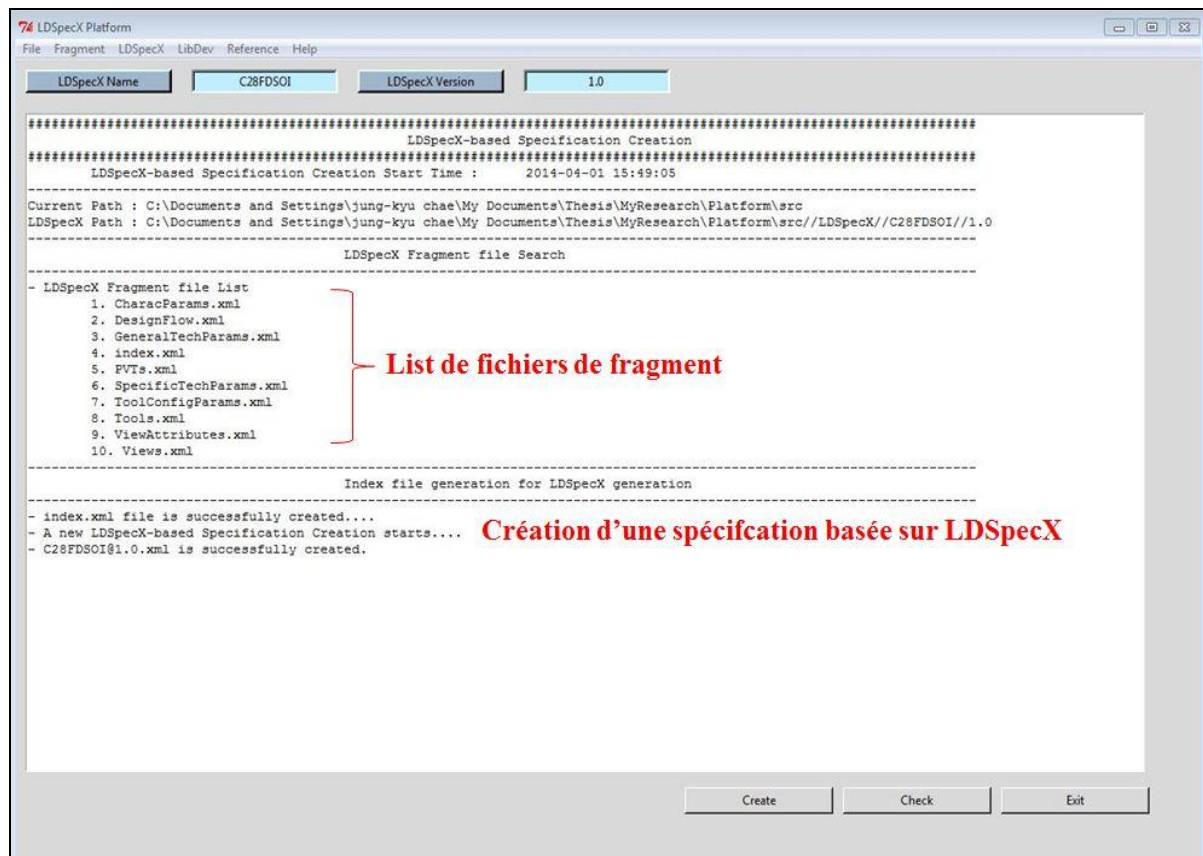 LDSpecX Platform
File Fragment LDSpecX LibDev Reference Help
LDSpecX Name C28FDSOI LDSpecX Version 1.0
########################################################################################################################
LDSpecX-based Specification Creation
########################################################################################################################
LDSpecX-based Specification Creation Start Time : 2014-04-01 15:49:05
------------------------------------------------------------------------------------------------------------------------
Current Path : C:\Documents and Settings\jung-kyu chae\My Documents\Thesis\MyResearch\Platform\src
LDSpecX Path : C:\Documents and Settings\jung-kyu chae\My Documents\Thesis\MyResearch\Platform\src//LDSpecX//C28FDSOI//1.0
------------------------------------------------------------------------------------------------------------------------
LDSpecX Fragment file Search
------------------------------------------------------------------------------------------------------------------------
- LDSpecX Fragment file List
1. CharacParams.xml
2. DesignFlow.xml
3. GeneralTechParams.xml
4. index.xml
5. PVTs.xml
6. SpecificTechParams.xml
7. ToolConfigParams.xml
8. Tools.xml
9. ViewAttributes.xml
10. Views.xml
List de fichiers de fragment
------------------------------------------------------------------------------------------------------------------------
Index file generation for LDSpecX generation
------------------------------------------------------------------------------------------------------------------------
- index.xml file is successfully created....
- A new LDSpecX-based Specification Creation starts....
- C28FDSOI@1.0.xml is successfully created.
Création d’une spécifcation basée sur LDSpecX
Create Check Exit